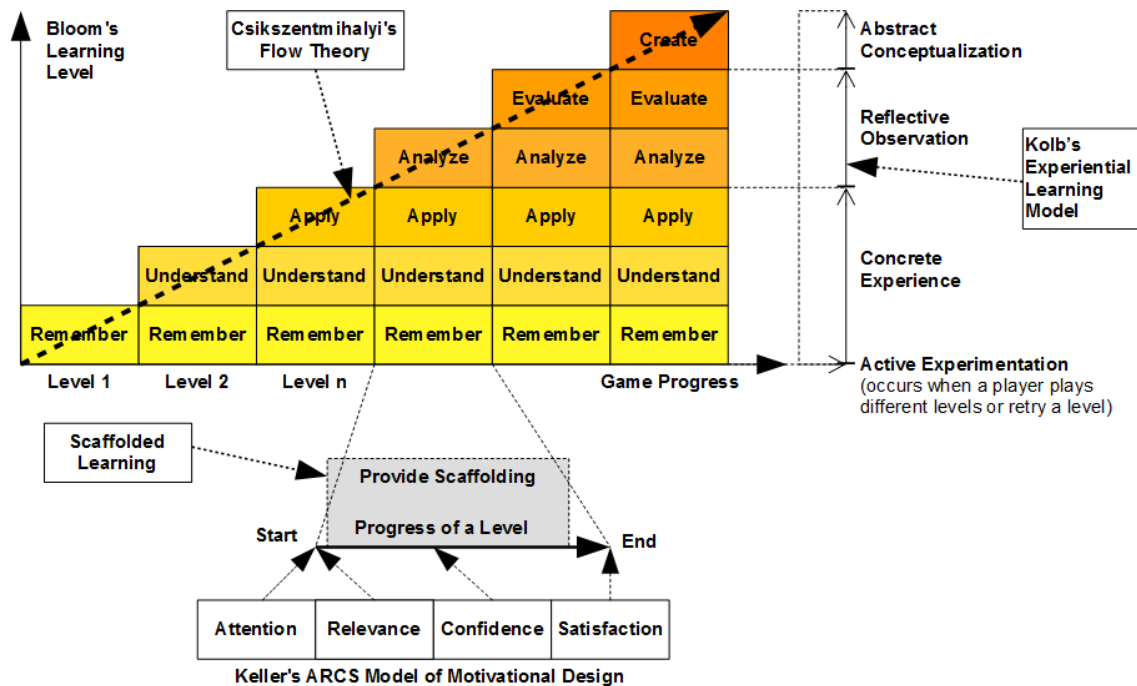 Bloom's
Learning
Level
Csikszentmihalyi's
Flow Theory
Create
Evaluate Evaluate
Analyze Analyze Analyze
Apply Apply Apply Apply
Understand Understand Understand Understand Understand
Remember Remember Remember Remember Remember Remember
Level 1 Level 2 Level n Game Progress
Abstract
Conceptualization
Reflective
Observation
Kolb's
Experiential
Learning
Model
Concrete
Experience
Active Experimentation
(occurs when a player plays
different levels or retry a level)
Scaffolded
Learning
Provide Scaffolding
Progress of a Level
Start
End
Attention Relevance Confidence Satisfaction
Keller's ARCS Model of Motivational Design